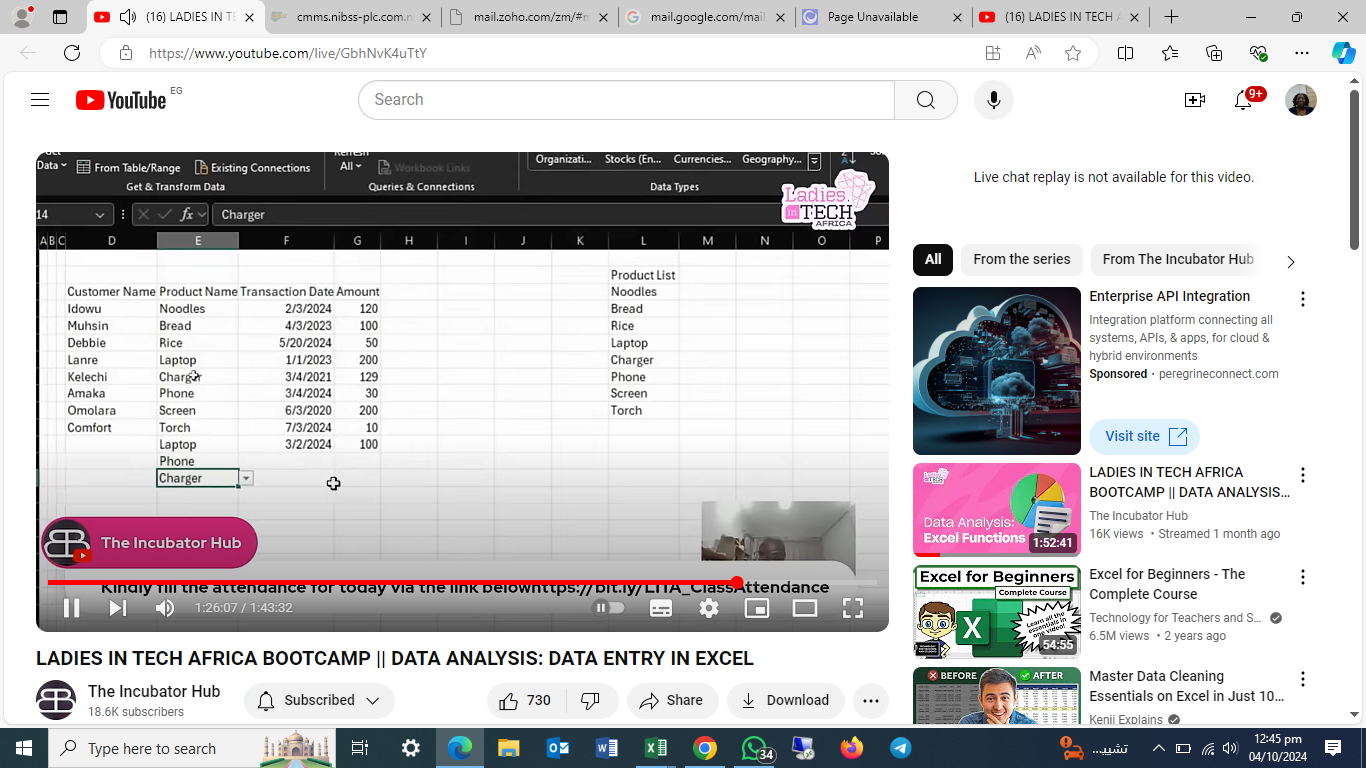 (16) LADIES IN T
cmms.nibss-plc.com.n
mail.zoho.com/zm/#m
mail.google.com/mail
Page Unavailable
(16) LADIES IN TECH A
https://www.youtube.com/live/GbhNvK4uTtY
YouTube EG
Search
9+
Data
From Table/Range
Existing Connections
Refresh
All
Workbook Links
Organizati...
Stocks (En...
Currencies...
Geography...
Get & Transform Data
Queries & Connections
Data Types
Ladies
in TECH
AFRICA
14
fx
Charger
A B C D E F G H I J K L M N O P
Product List
Noodles
Bread
Rice
Laptop
Charger
Phone
Screen
Torch
Customer Name Product Name Transaction Date Amount
Idowu Noodles 2/3/2024 120
Muhsin Bread 4/3/2023 100
Debbie Rice 5/20/2024 50
Lanre Laptop 1/1/2023 200
Kelechi Charger 3/4/2021 129
Amaka Phone 3/4/2024 30
Omolara Screen 6/3/2020 200
Comfort Torch 7/3/2024 10
Laptop 3/2/2024 100
Phone
Charger
The Incubator Hub
Kindly fill the attendance for today via the link belowhttps://bit.ly/LITA_ClassAttendance
1:26:07 / 1:43:32
LADIES IN TECH AFRICA BOOTCAMP || DATA ANALYSIS: DATA ENTRY IN EXCEL
The Incubator Hub
18.6K subscribers
Subscribed
730
Share
Download
Live chat replay is not available for this video.
All
From the series
From The Incubator Hub
Enterprise API Integration
Integration platform connecting all
systems, APIs, & apps, for cloud &
hybrid environments
Sponsored · peregrineconnect.com
Visit site
Data Analysis:
Excel Functions
1:52:41
LADIES IN TECH AFRICA
BOOTCAMP || DATA ANALYSIS...
The Incubator Hub
16K views • Streamed 1 month ago
Excel for Beginners
Complete Course
Learn all the
essentials in
one video!
54:55
Excel for Beginners - The
Complete Course
Technology for Teachers and S...
6.5M views • 2 years ago
BEFORE
AFTER
Master Data Cleaning
Essentials on Excel in Just 10...
Kenji Explains
Type here to search
34
تشييـ...
12:45 pm
04/10/2024